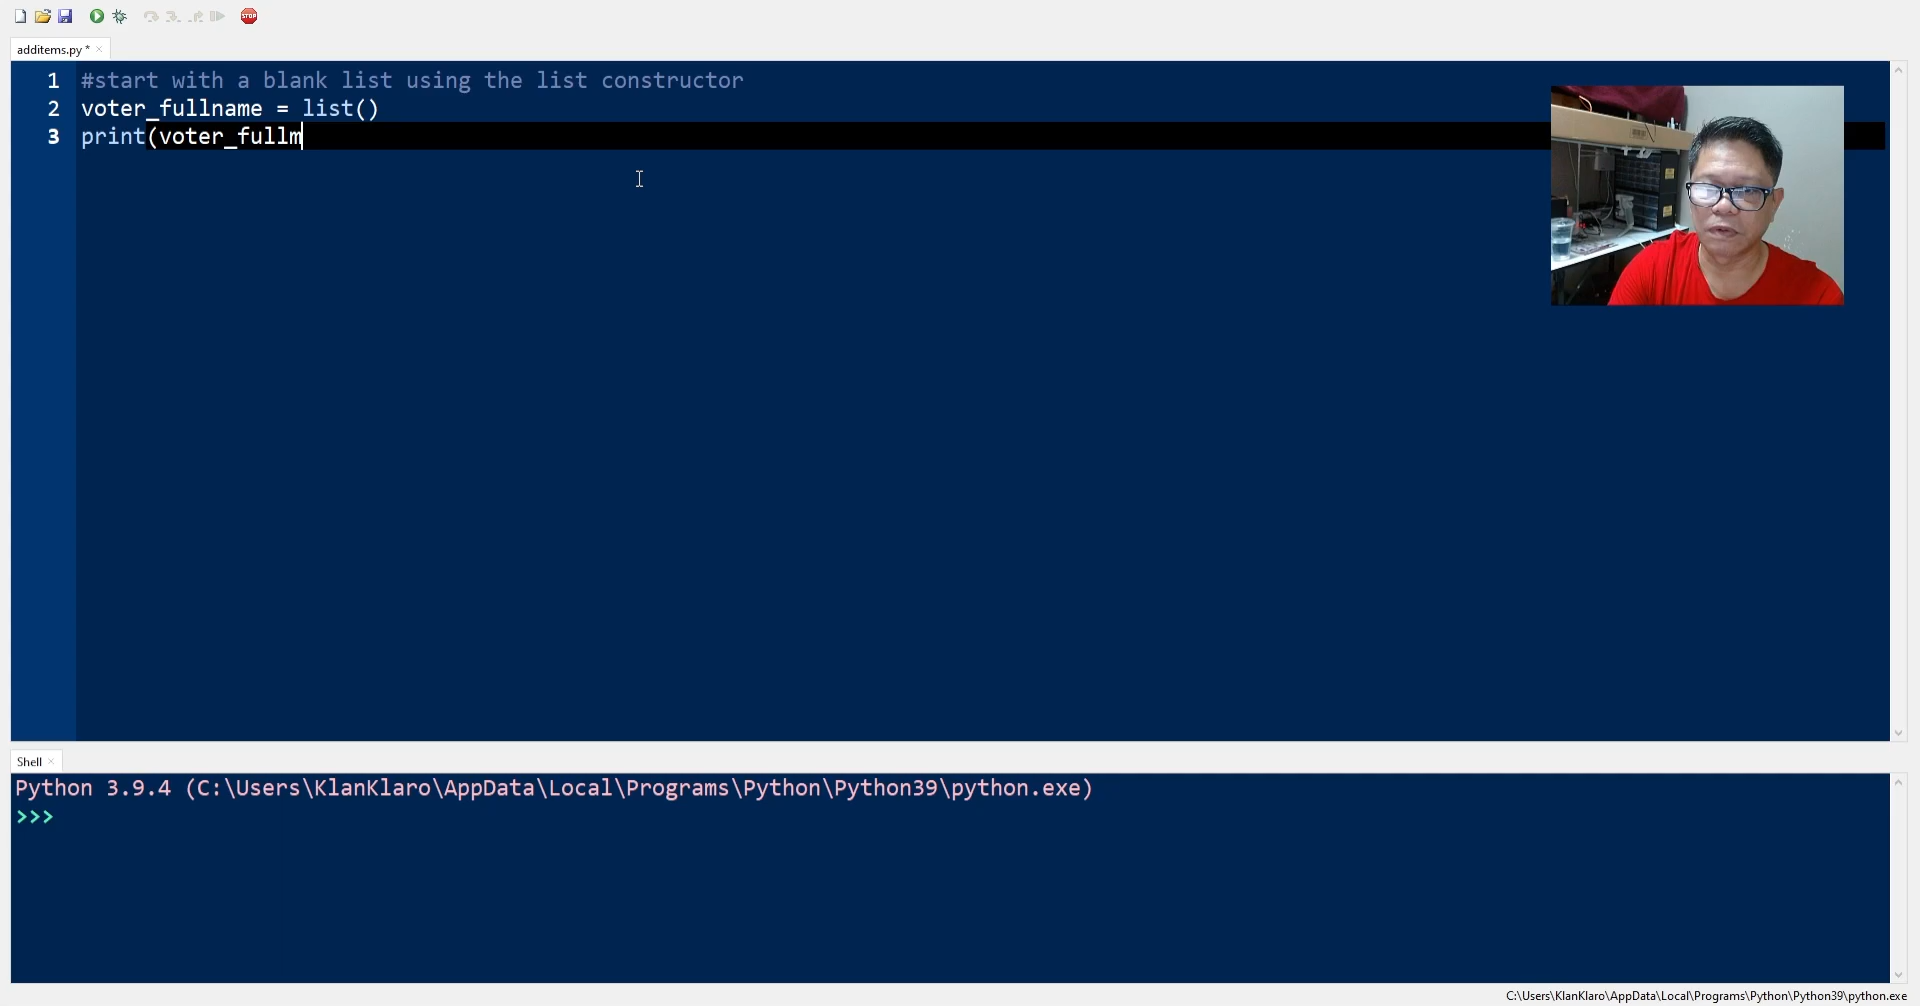 STOP
additems.py *
1 #start with a blank list using the list constructor
2 voter_fullname = list()
3 print(voter_fullm
Shell
Python 3.9.4 (C:\Users\KlanKlaro\AppData\Local\Programs\Python\Python39\python.exe)
>>>
C:\Users\KlanKlaro\AppData\Local\Programs\Python\Python39\python.exe